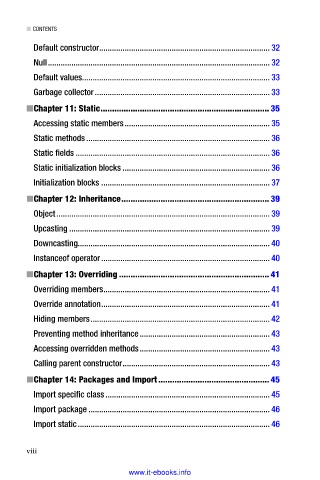 ■ CONTENTS
Default constructor............................................................................. 32
Null..................................................................................................... 32
Default values..................................................................................... 33
Garbage collector............................................................................... 33
■Chapter 11: Static......................................................................... 35
Accessing static members.................................................................. 35
Static methods................................................................................... 36
Static fields........................................................................................ 36
Static initialization blocks................................................................... 36
Initialization blocks............................................................................. 37
■Chapter 12: Inheritance................................................................ 39
Object................................................................................................. 39
Upcasting........................................................................................... 39
Downcasting....................................................................................... 40
Instanceof operator............................................................................. 40
■Chapter 13: Overriding................................................................. 41
Overriding members............................................................................ 41
Override annotation............................................................................. 41
Hiding members.................................................................................. 42
Preventing method inheritance........................................................... 43
Accessing overridden methods........................................................... 43
Calling parent constructor................................................................... 43
■Chapter 14: Packages and Import................................................ 45
Import specific class........................................................................... 45
Import package................................................................................... 46
Import static....................................................................................... 46
viii
www.it-ebooks.info